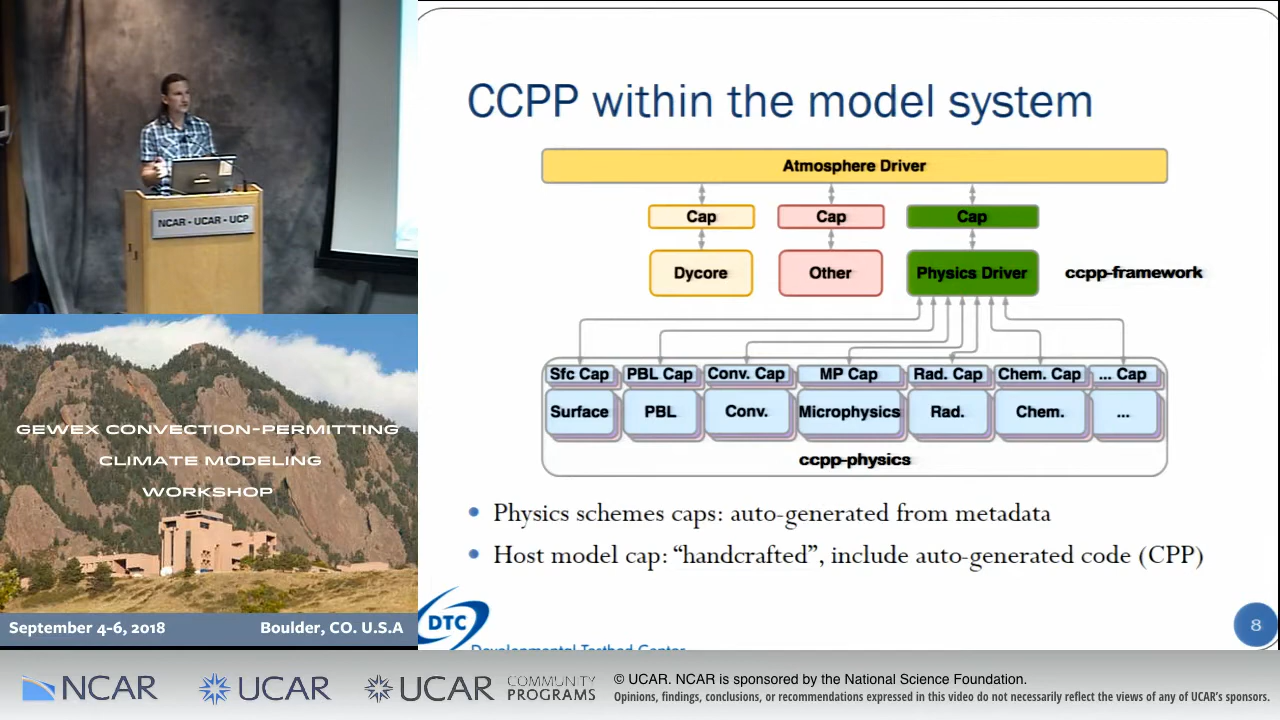 NCAR - UCAR - UCP
GEWEX CONVECTION-PERMITTING
CLIMATE MODELING
WORKSHOP
September 4-6, 2018
Boulder, CO. U.S.A
CCPP within the model system
Atmosphere Driver
Cap
Cap
Cap
Dycore
Other
Physics Driver
ccpp-framework
Sfc Cap
PBL Cap
Conv. Cap
MP Cap
Rad. Cap
Chem. Cap
... Cap
Surface
PBL
Conv.
Microphysics
Rad.
Chem.
...
ccpp-physics
• Physics schemes caps: auto-generated from metadata
• Host model cap: “handcrafted”, include auto-generated code (CPP)
DTC
Developmental Testbed Center
8
NCAR
UCAR
UCAR
COMMUNITY
PROGRAMS
© UCAR. NCAR is sponsored by the National Science Foundation.
Opinions, findings, conclusions, or recommendations expressed in this video do not necessarily reflect the views of any of UCAR's sponsors.